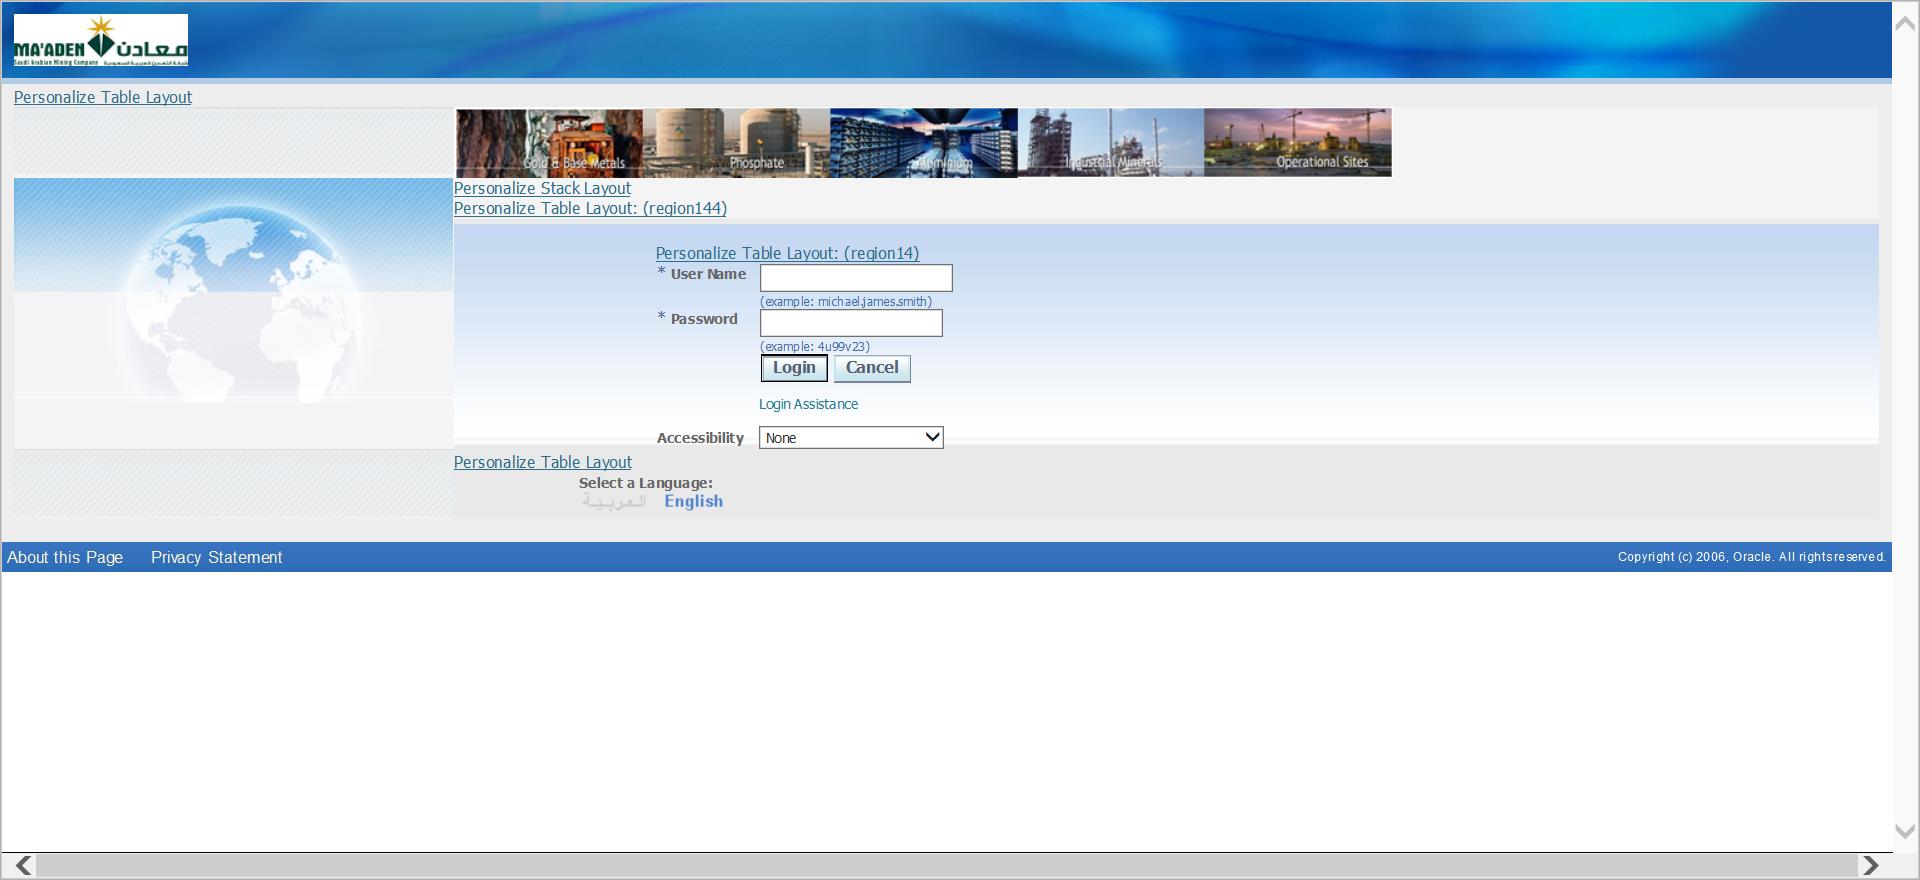 MA'ADEN معادن
Saudi Arabian Mining Company شركة التعدين العربية السعودية
Personalize Table Layout
Gold & Base Metals
Phosphate
Aluminium
Industrial Minerals
Operational Sites
Personalize Stack Layout
Personalize Table Layout: (region144)
Personalize Table Layout: (region14)
* User Name
(example: michael.james.smith)
* Password
(example: 4u99v23)
Login Cancel
Login Assistance
Accessibility None
Personalize Table Layout
Select a Language:
العربية English
About this Page Privacy Statement
Copyright (c) 2006, Oracle. All rights reserved.